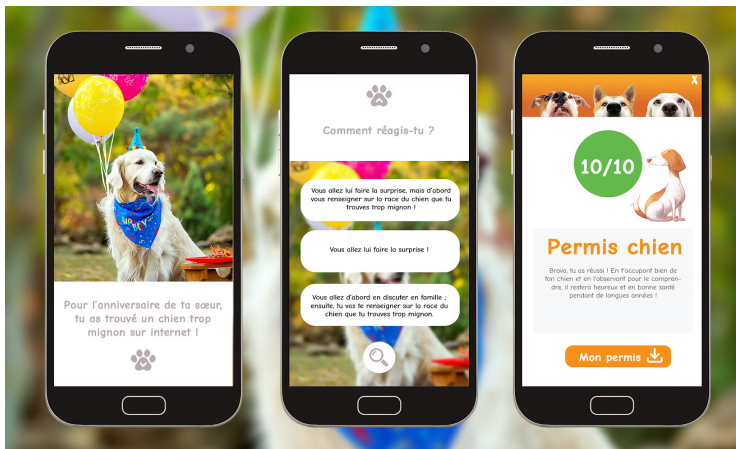 Pour l'anniversaire de ta sœur,
tu as trouvé un chien trop
mignon sur internet !
Comment réagis-tu ?
Vous allez lui faire la surprise, mais d'abord
vous renseigner sur la race du chien que tu
trouves trop mignon !
Vous allez lui faire la surprise !
Vous allez d'abord en discuter en famille ;
ensuite, tu vas te renseigner sur la race du
chien que tu trouves trop mignon.
X
10/10
Permis chien
Bravo, tu as réussi ! En t'occupant bien de
ton chien et en l'observant pour le compren-
dre, il restera heureux et en bonne santé
pendant de longues années !
Mon permis